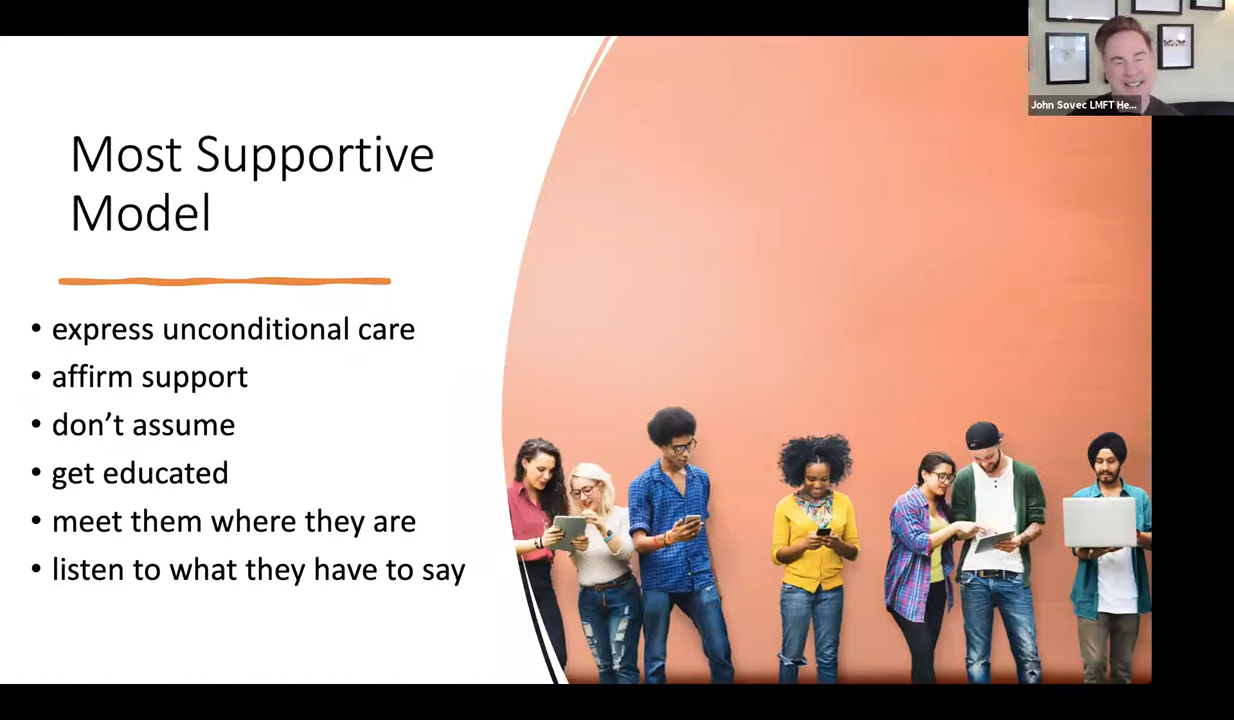 Most Supportive
Model
• express unconditional care
• affirm support
• don’t assume
• get educated
• meet them where they are
• listen to what they have to say
John Sovec LMFT He...